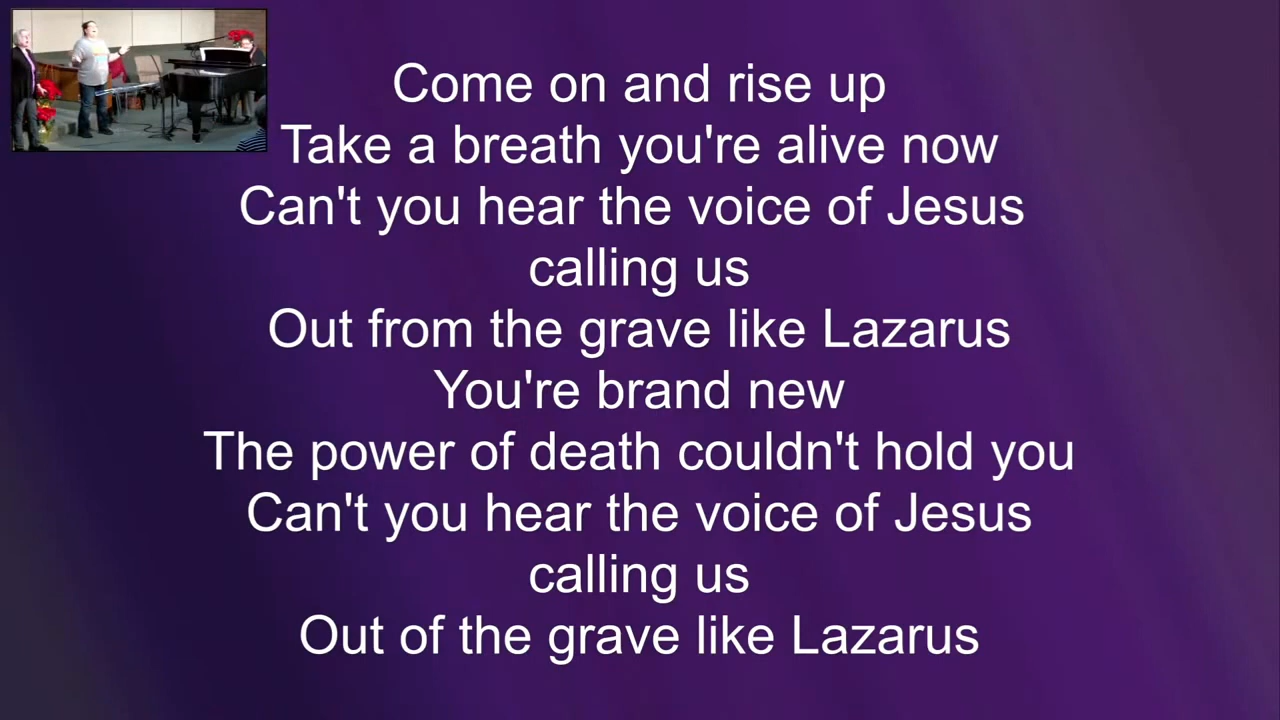 Come on and rise up
Take a breath you're alive now
Can't you hear the voice of Jesus
calling us
Out from the grave like Lazarus
You're brand new
The power of death couldn't hold you
Can't you hear the voice of Jesus
calling us
Out of the grave like Lazarus